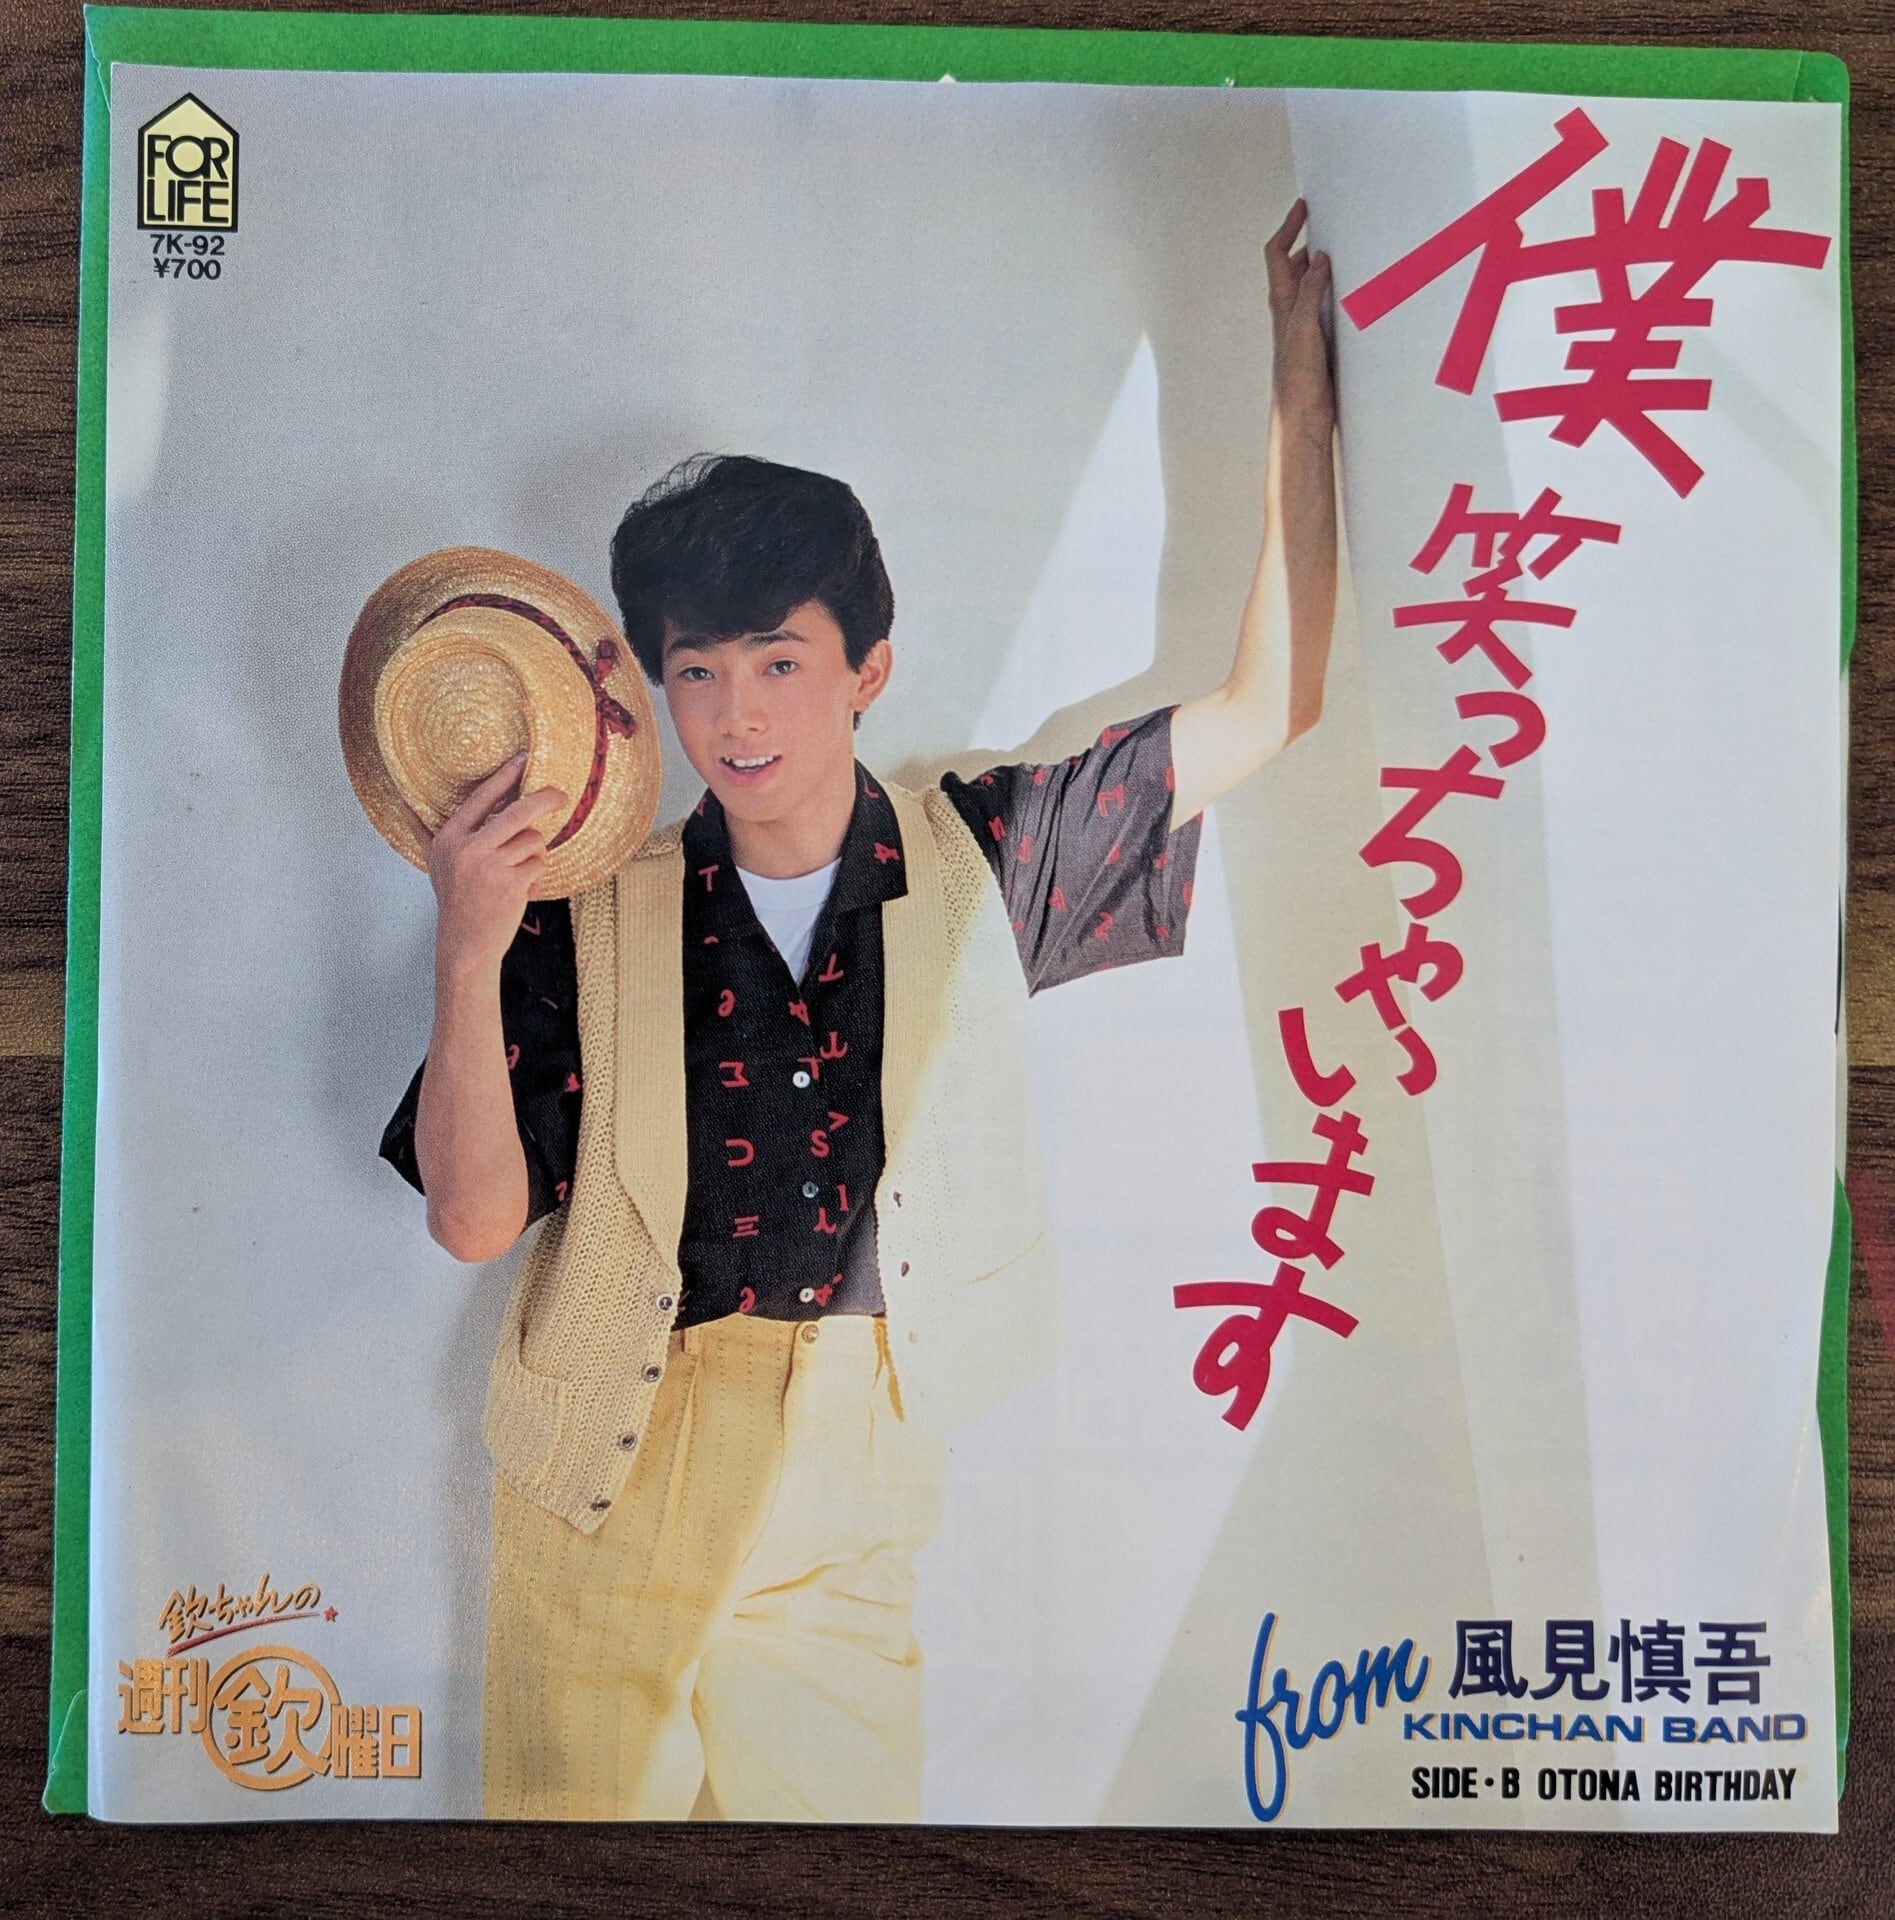 FOR
LIFE
7K-92
¥700
僕
笑っちゃ
います
欽ちゃんの
週刊欽曜日
from 風見慎吾
KINCHAN BAND
SIDE・B OTONA BIRTHDAY